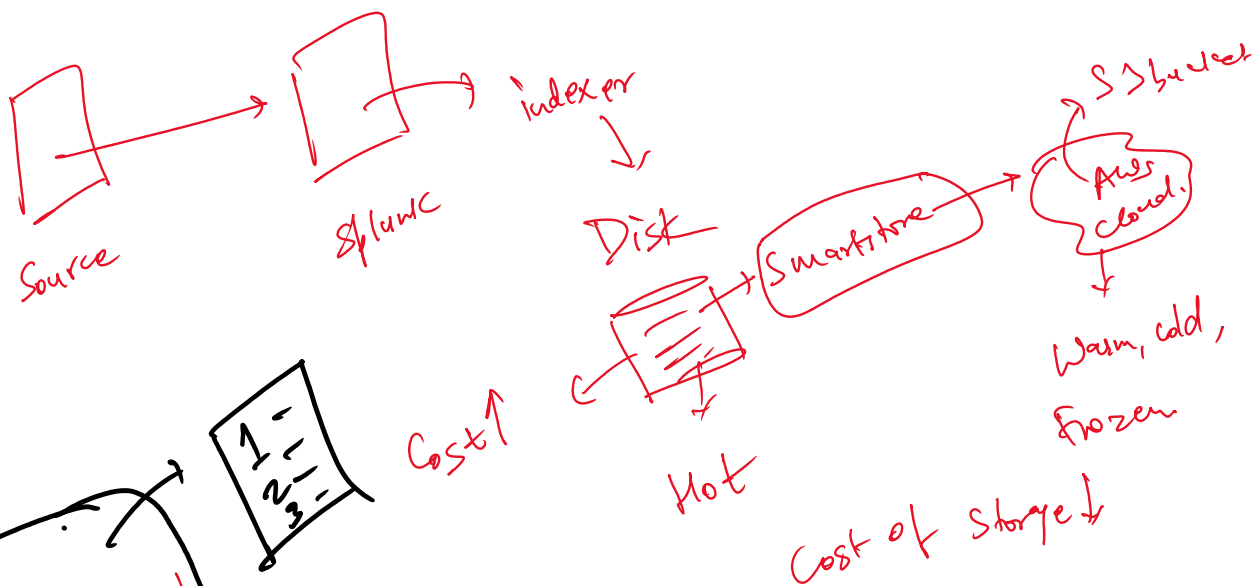 Source
Splunk
indexer
Disk
Smartstore
S3 bucket
AWS
cloud.
Warm, cold,
Frozen.
Cost of Storage ↓
Hot
Cost ↑
1 -
2 -
3 -